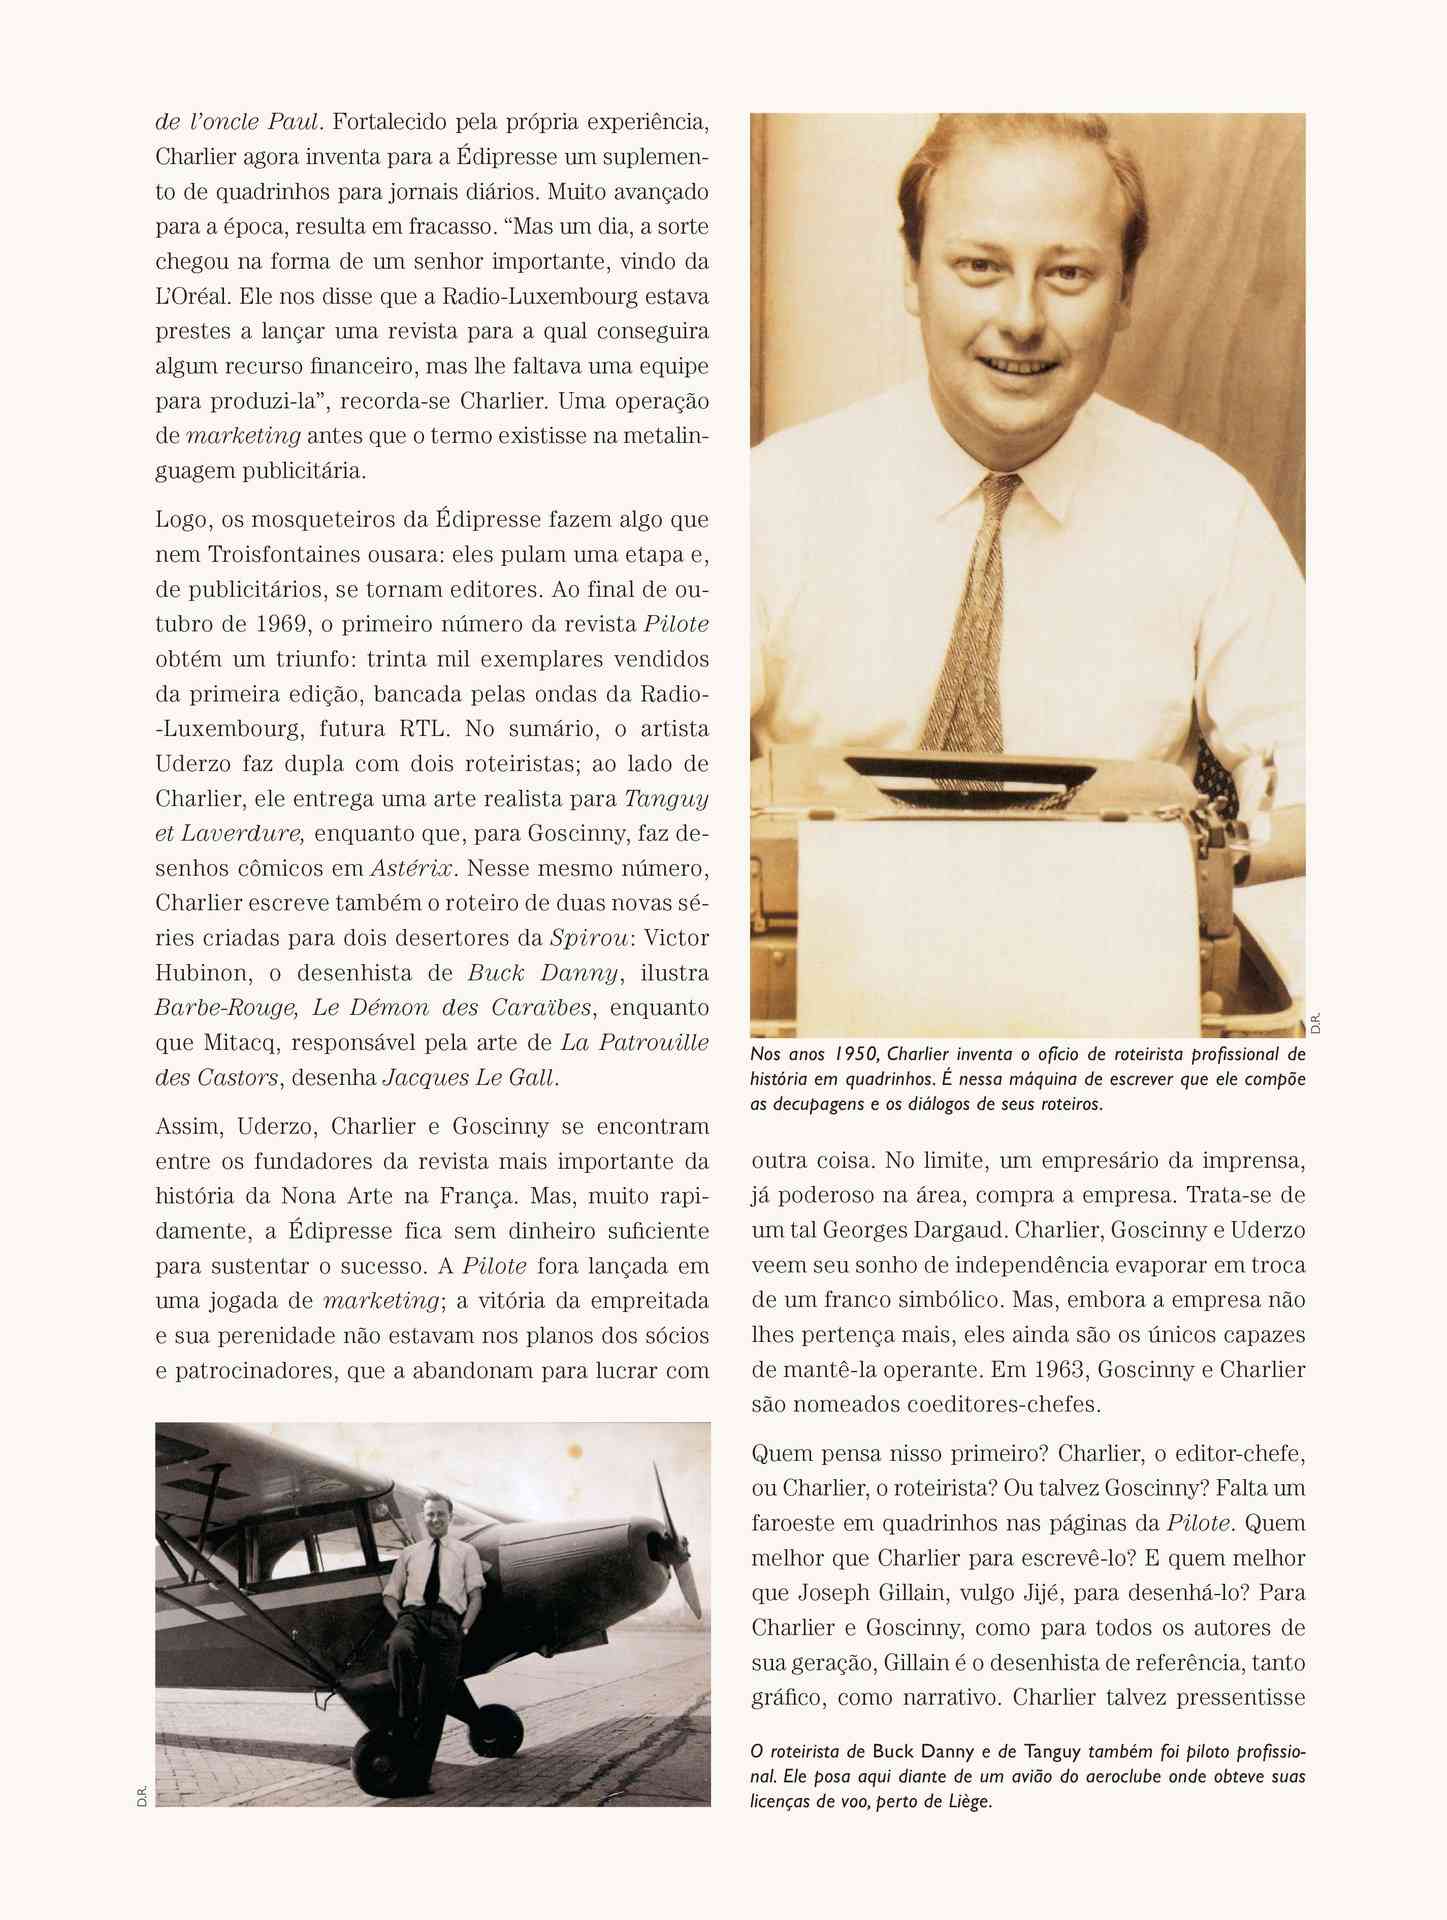 de l’oncle Paul. Fortalecido pela própria experiência,
Charlier agora inventa para a Édipresse um suplemen-
to de quadrinhos para jornais diários. Muito avançado
para a época, resulta em fracasso. “Mas um dia, a sorte
chegou na forma de um senhor importante, vindo da
L’Oréal. Ele nos disse que a Radio-Luxembourg estava
prestes a lançar uma revista para a qual conseguira
algum recurso financeiro, mas lhe faltava uma equipe
para produzi-la”, recorda-se Charlier. Uma operação
de marketing antes que o termo existisse na metalin-
guagem publicitária.
Logo, os mosqueteiros da Édipresse fazem algo que
nem Troisfontaines ousara: eles pulam uma etapa e,
de publicitários, se tornam editores. Ao final de ou-
tubro de 1969, o primeiro número da revista Pilote
obtém um triunfo: trinta mil exemplares vendidos
da primeira edição, bancada pelas ondas da Radio-
-Luxembourg, futura RTL. No sumário, o artista
Uderzo faz dupla com dois roteiristas; ao lado de
Charlier, ele entrega uma arte realista para Tanguy
et Laverdure, enquanto que, para Goscinny, faz de-
senhos cômicos em Astérix. Nesse mesmo número,
Charlier escreve também o roteiro de duas novas sé-
ries criadas para dois desertores da Spirou: Victor
Hubinon, o desenhista de Buck Danny, ilustra
Barbe-Rouge, Le Démon des Caraïbes, enquanto
que Mitacq, responsável pela arte de La Patrouille
des Castors, desenha Jacques Le Gall.
Assim, Uderzo, Charlier e Goscinny se encontram
entre os fundadores da revista mais importante da
história da Nona Arte na França. Mas, muito rapi-
damente, a Édipresse fica sem dinheiro suficiente
para sustentar o sucesso. A Pilote fora lançada em
uma jogada de marketing; a vitória da empreitada
e sua perenidade não estavam nos planos dos sócios
e patrocinadores, que a abandonam para lucrar com
D.R.
D.R.
Nos anos 1950, Charlier inventa o ofício de roteirista profissional de
história em quadrinhos. É nessa máquina de escrever que ele compõe
as decupagens e os diálogos de seus roteiros.
outra coisa. No limite, um empresário da imprensa,
já poderoso na área, compra a empresa. Trata-se de
um tal Georges Dargaud. Charlier, Goscinny e Uderzo
veem seu sonho de independência evaporar em troca
de um franco simbólico. Mas, embora a empresa não
lhes pertença mais, eles ainda são os únicos capazes
de mantê-la operante. Em 1963, Goscinny e Charlier
são nomeados coeditores-chefes.
Quem pensa nisso primeiro? Charlier, o editor-chefe,
ou Charlier, o roteirista? Ou talvez Goscinny? Falta um
faroeste em quadrinhos nas páginas da Pilote. Quem
melhor que Charlier para escrevê-lo? E quem melhor
que Joseph Gillain, vulgo Jijé, para desenhá-lo? Para
Charlier e Goscinny, como para todos os autores de
sua geração, Gillain é o desenhista de referência, tanto
gráfico, como narrativo. Charlier talvez pressentisse
O roteirista de Buck Danny e de Tanguy também foi piloto profissio-
nal. Ele posa aqui diante de um avião do aeroclube onde obteve suas
licenças de voo, perto de Liège.